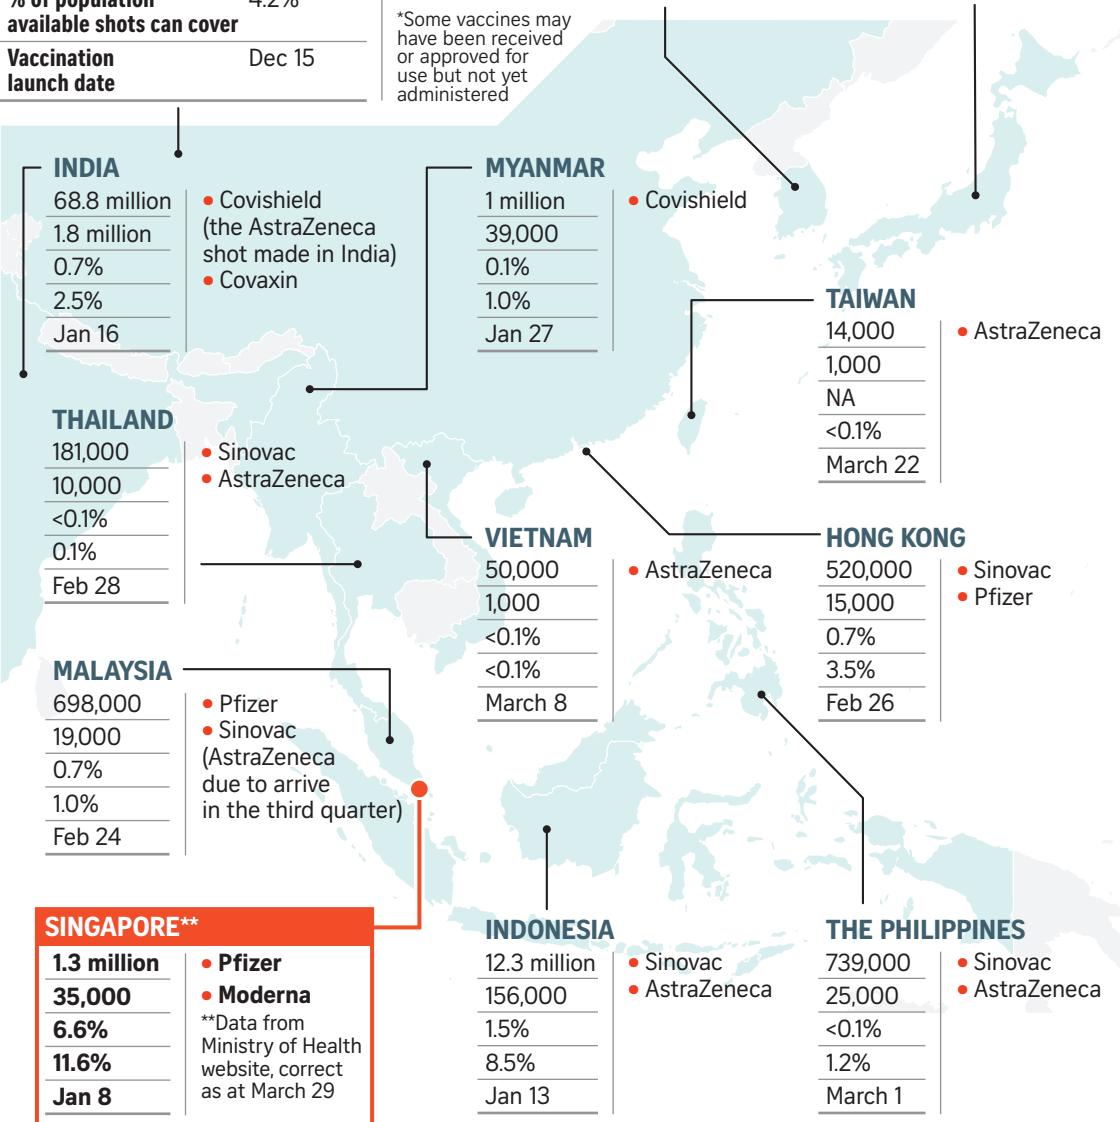 % of population
available shots can cover
4.2%
Vaccination
launch date
Dec 15
*Some vaccines may
have been received
or approved for
use but not yet
administered
INDIA
68.8 million
1.8 million
0.7%
2.5%
Jan 16
• Covishield
(the AstraZeneca
shot made in India)
• Covaxin
MYANMAR
1 million
39,000
0.1%
1.0%
Jan 27
• Covishield
TAIWAN
14,000
1,000
NA
<0.1%
March 22
• AstraZeneca
THAILAND
181,000
10,000
<0.1%
0.1%
Feb 28
• Sinovac
• AstraZeneca
VIETNAM
50,000
1,000
<0.1%
<0.1%
March 8
• AstraZeneca
HONG KONG
520,000
15,000
0.7%
3.5%
Feb 26
• Sinovac
• Pfizer
MALAYSIA
698,000
19,000
0.7%
1.0%
Feb 24
• Pfizer
• Sinovac
(AstraZeneca
due to arrive
in the third quarter)
SINGAPORE**
1.3 million
35,000
6.6%
11.6%
Jan 8
• Pfizer
• Moderna
**Data from
Ministry of Health
website, correct
as at March 29
INDONESIA
12.3 million
156,000
1.5%
8.5%
Jan 13
• Sinovac
• AstraZeneca
THE PHILIPPINES
739,000
25,000
<0.1%
1.2%
March 1
• Sinovac
• AstraZeneca